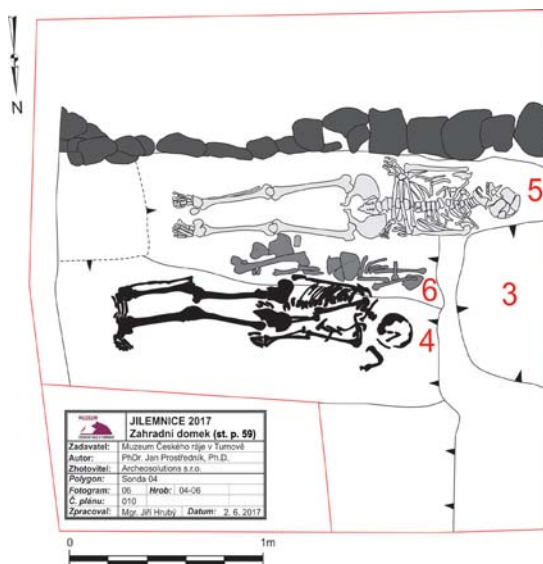 N
5
3
6
4
MUZEUM
JILEMNICE 2017
Zahradní domek (st. p. 59)
Zadavatel: Muzeum Českého ráje v Turnově
Autor: PhDr. Jan Prostředník, Ph.D.
Zhotovitel: Archeosolutions s.r.o.
Polygon: Sonda 04
Fotogram: 06 Hrob: 04-06
Č. plánu: 010
Zpracoval: Mgr. Jiří Hrubý Datum: 2. 6. 2017
0 1m